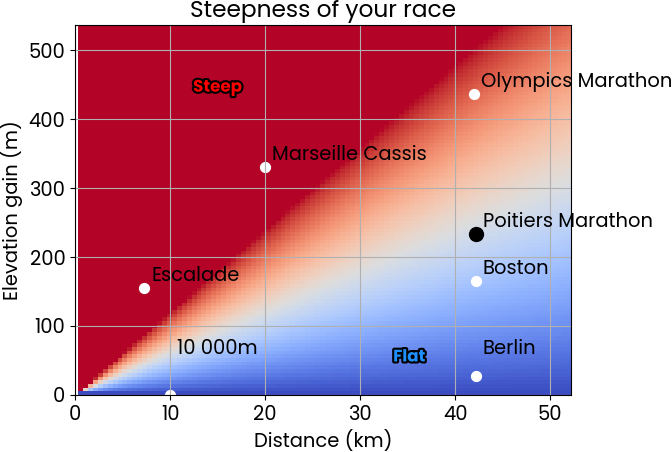 Steepness of your race
Elevation gain (m)
500
400
300
200
100
0
Steep
Olympics Marathon
Marseille Cassis
Poitiers Marathon
Escalade
Boston
10 000m
Flat
Berlin
0 10 20 30 40 50
Distance (km)